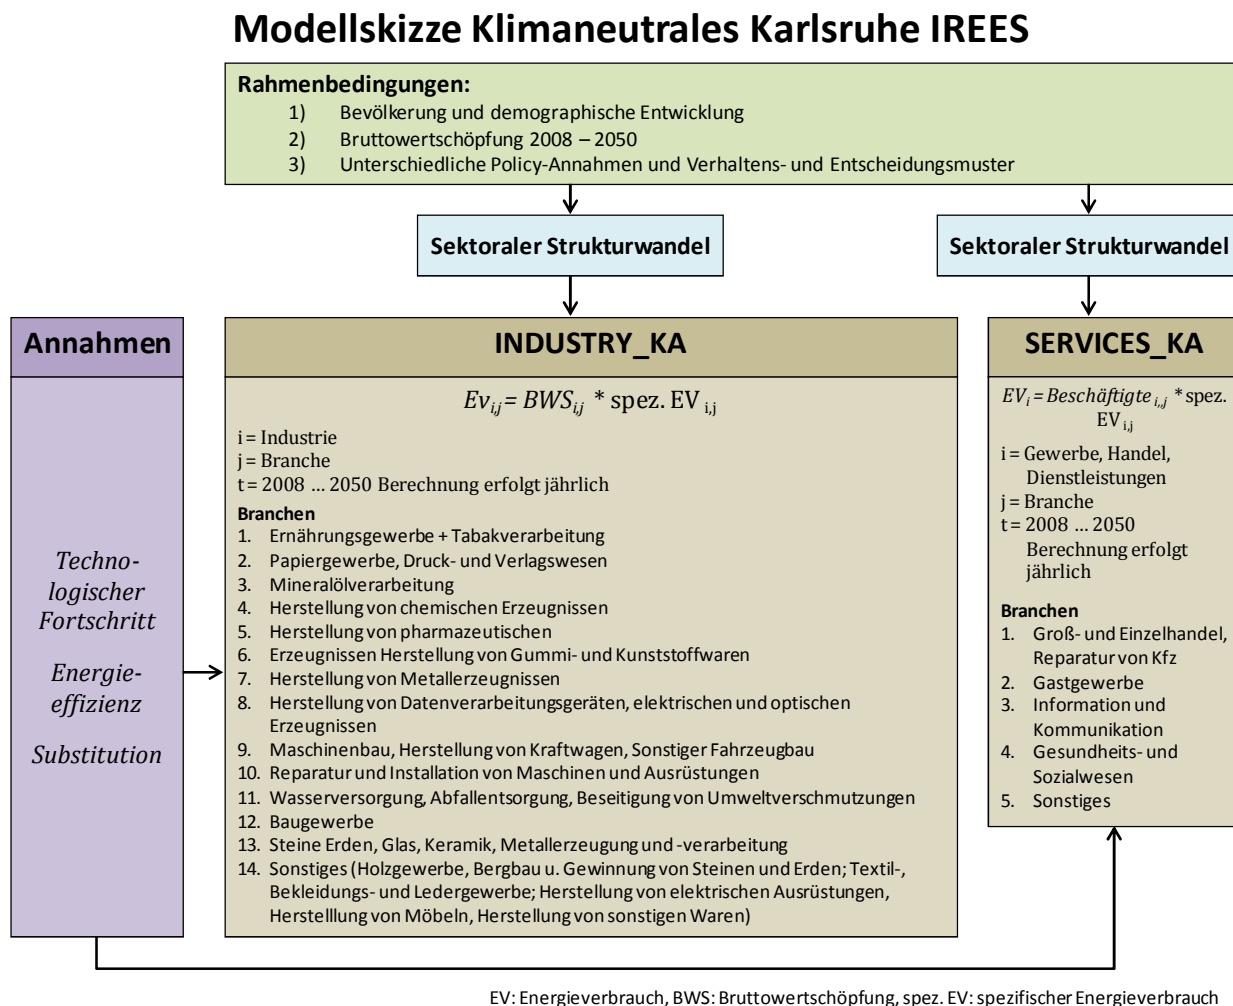 Modellskizze Klimaneutrales Karlsruhe IREES
Rahmenbedingungen:
1) Bevölkerung und demographische Entwicklung
2) Bruttowertschöpfung 2008 – 2050
3) Unterschiedliche Policy-Annahmen und Verhaltens- und Entscheidungsmuster
Sektoraler Strukturwandel
Sektoraler Strukturwandel
Annahmen
Techno-
logischer
Fortschritt
Energie-
effizienz
Substitution
INDUSTRY_KA
Ev i,j = BWS i,j * spez. EV i,j
i = Industrie
j = Branche
t = 2008 … 2050 Berechnung erfolgt jährlich
Branchen
1. Ernährungsgewerbe + Tabakverarbeitung
2. Papiergewerbe, Druck- und Verlagswesen
3. Mineralölverarbeitung
4. Herstellung von chemischen Erzeugnissen
5. Herstellung von pharmazeutischen
6. Erzeugnissen Herstellung von Gummi- und Kunststoffwaren
7. Herstellung von Metallerzeugnissen
8. Herstellung von Datenverarbeitungsgeräten, elektrischen und optischen
Erzeugnissen
9. Maschinenbau, Herstellung von Kraftwagen, Sonstiger Fahrzeugbau
10. Reparatur und Installation von Maschinen und Ausrüstungen
11. Wasserversorgung, Abfallentsorgung, Beseitigung von Umweltverschmutzungen
12. Baugewerbe
13. Steine Erden, Glas, Keramik, Metallerzeugung und -verarbeitung
14. Sonstiges (Holzgewerbe, Bergbau u. Gewinnung von Steinen und Erden; Textil-,
Bekleidungs- und Ledergewerbe; Herstellung von elektrischen Ausrüstungen,
Herstelllung von Möbeln, Herstellung von sonstigen Waren)
SERVICES_KA
EV i = Beschäftigte i,,j * spez.
EV i,j
i = Gewerbe, Handel,
Dienstleistungen
j = Branche
t = 2008 … 2050
Berechnung erfolgt
jährlich
Branchen
1. Groß- und Einzelhandel,
Reparatur von Kfz
2. Gastgewerbe
3. Information und
Kommunikation
4. Gesundheits- und
Sozialwesen
5. Sonstiges
EV: Energieverbrauch, BWS: Bruttowertschöpfung, spez. EV: spezifischer Energieverbrauch